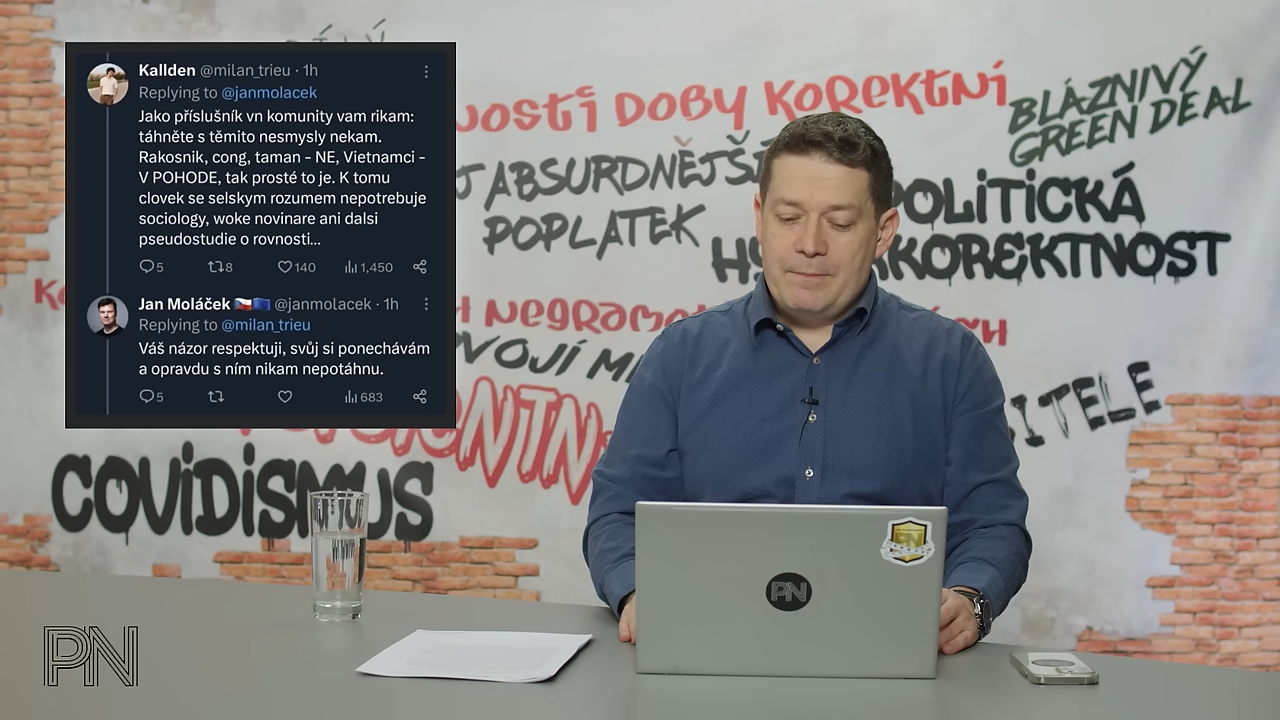 Kallden @milan_trieu · 1h
Replying to @janmolacek
Jako příslušník vn komunity vam rikam:
táhněte s těmito nesmysly nekam.
Rakosnik, cong, taman - NE, Vietnamci -
V POHODE, tak prosté to je. K tomu
clovek se selskym rozumem nepotrebuje
sociology, woke novinare ani dalsi
pseudostudie o rovnosti...
5 8 140 1,450
Jan Moláček @janmolacek · 1h
Replying to @milan_trieu
Váš názor respektuji, svůj si ponechávám
a opravdu s ním nikam nepotáhnu.
5 683
DOBY KOREKTNÍ
BLÁZNIVÝ
GREEN DEAL
ABSURDNĚJŠÍ
POPLATEK
POLITICKÁ
KOREKTNOST
COVIDISMUS
PN
PN